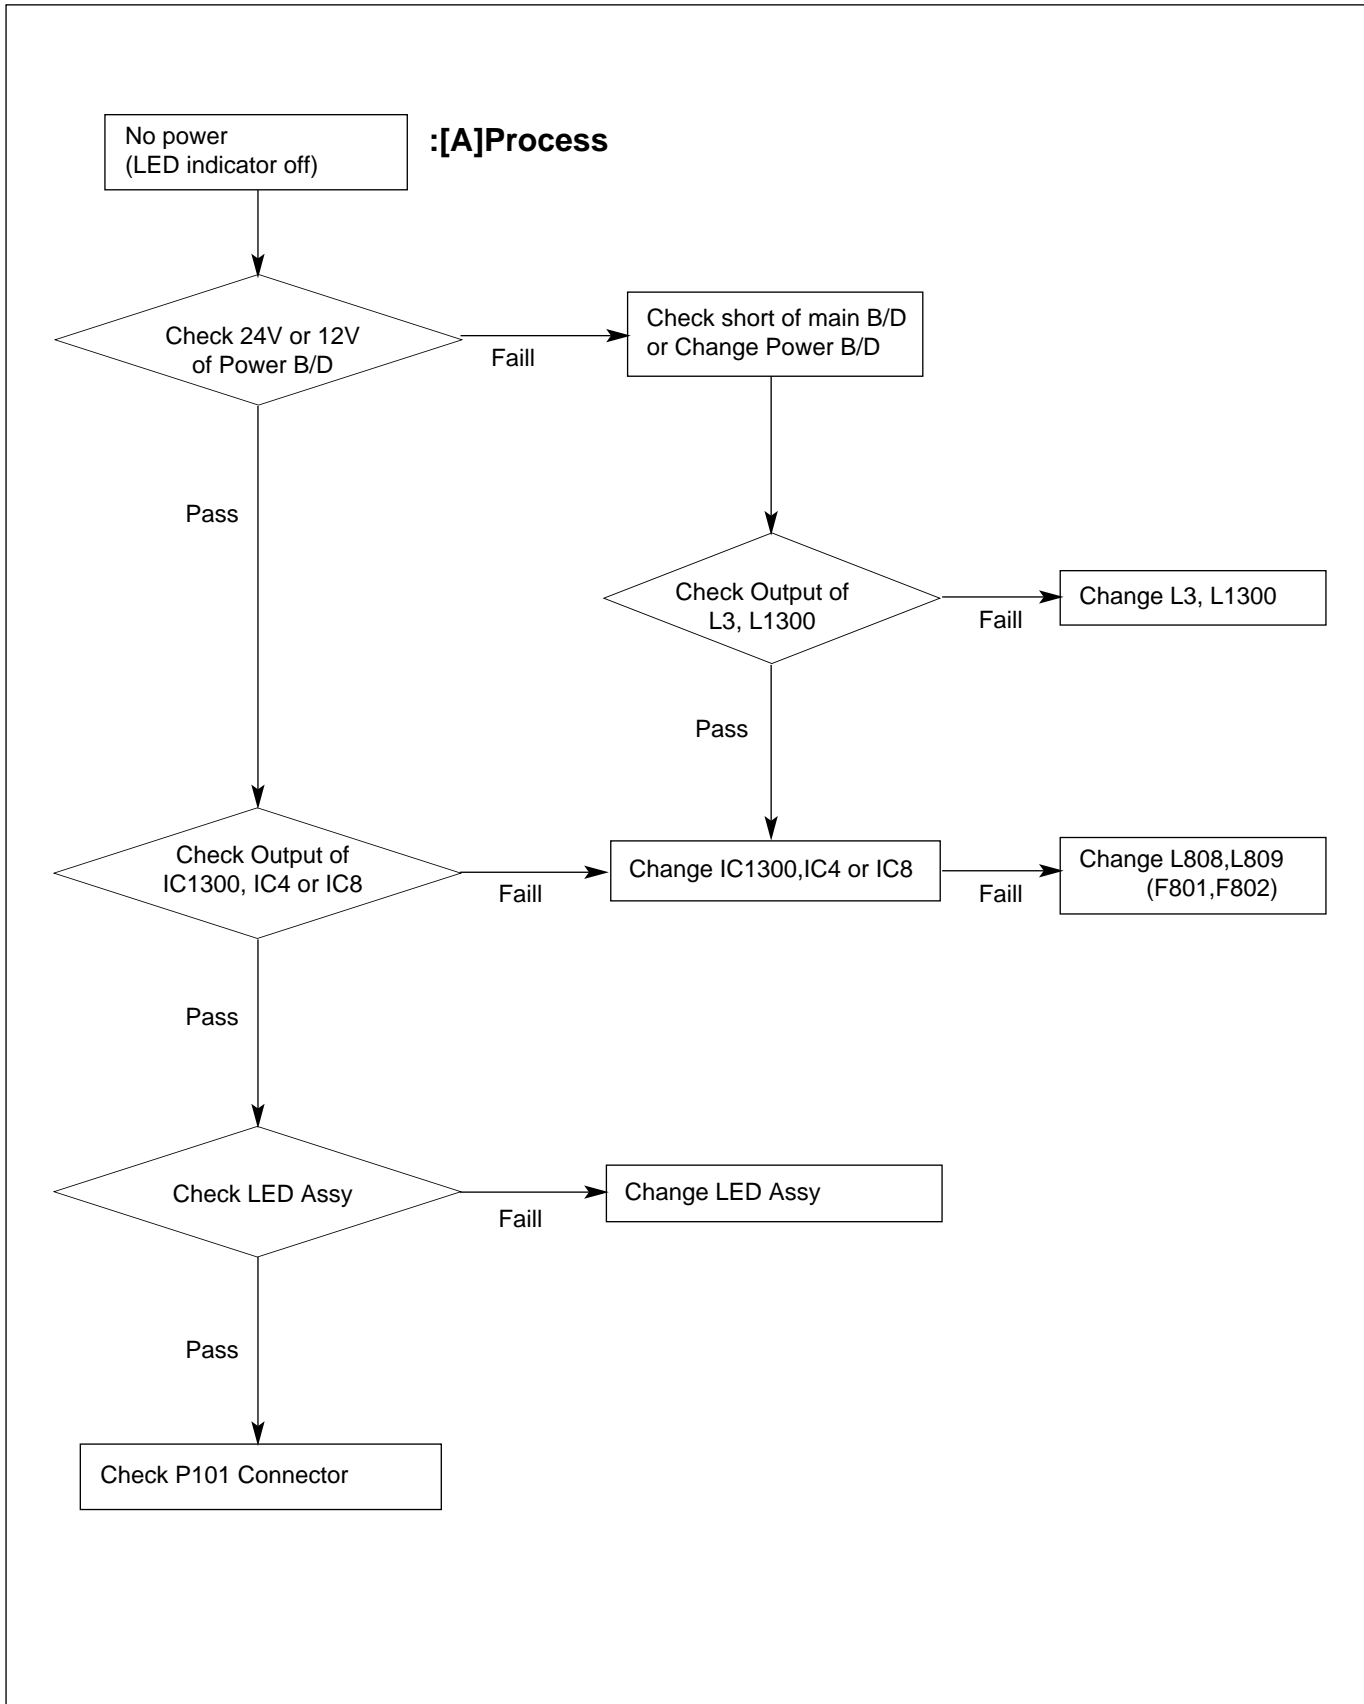 No power
(LED indicator off)
:[A]Process
Check 24V or 12V
of Power B/D
Faill
Check short of main B/D
or Change Power B/D
Pass
Check Output of
L3, L1300
Faill
Change L3, L1300
Pass
Check Output of
IC1300, IC4 or IC8
Faill
Change IC1300,IC4 or IC8
Faill
Change L808,L809
(F801,F802)
Pass
Check LED Assy
Faill
Change LED Assy
Pass
Check P101 Connector